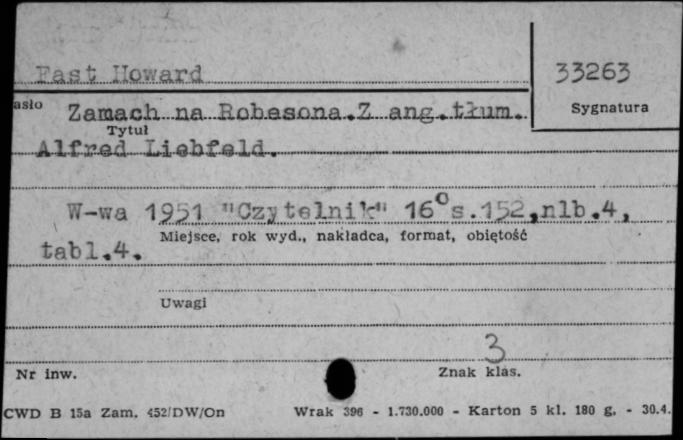 Fast Howard
33263
asło Zamach na Robesona.Z ang.tłum. Sygnatura
Tytuł
Alfred Liebfeld.
W-wa 1951 "Czytelnik" 16° s.152,nlb.4,
Miejsce, rok wyd., nakładca, format, objętość
tabl.4.
Uwagi
3
Nr inw. Znak klas.
CWD B 15a Zam. 452/DW/On Wrak 396 - 1.730.000 - Karton 5 kl. 180 g. - 30.4.